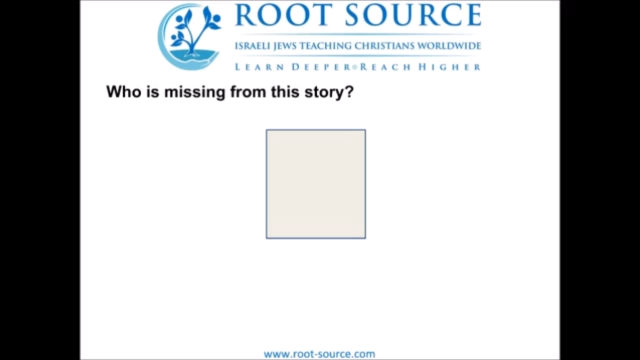 ROOT SOURCE
ISRAELI JEWS TEACHING CHRISTIANS WORLDWIDE
LEARN DEEPER REACH HIGHER
Who is missing from this story?
www.root-source.com